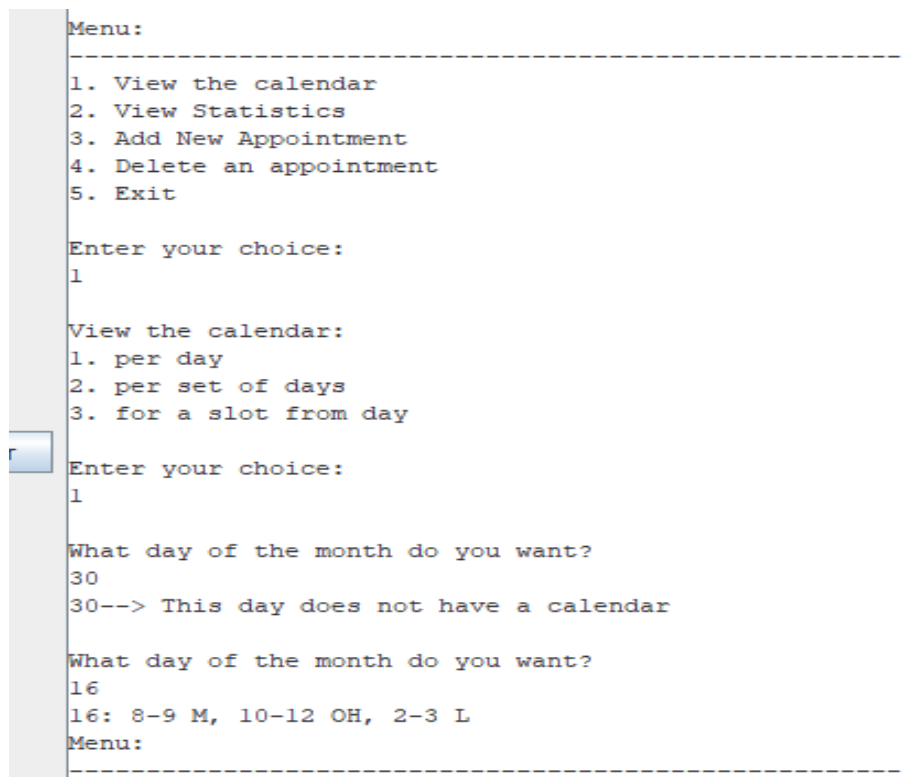 Menu:
-----------------------------------------------------
1. View the calendar
2. View Statistics
3. Add New Appointment
4. Delete an appointment
5. Exit
Enter your choice:
1
View the calendar:
1. per day
2. per set of days
3. for a slot from day
r
Enter your choice:
1
What day of the month do you want?
30
30--> This day does not have a calendar
What day of the month do you want?
16
16: 8-9 M, 10-12 OH, 2-3 L
Menu:
-----------------------------------------------------